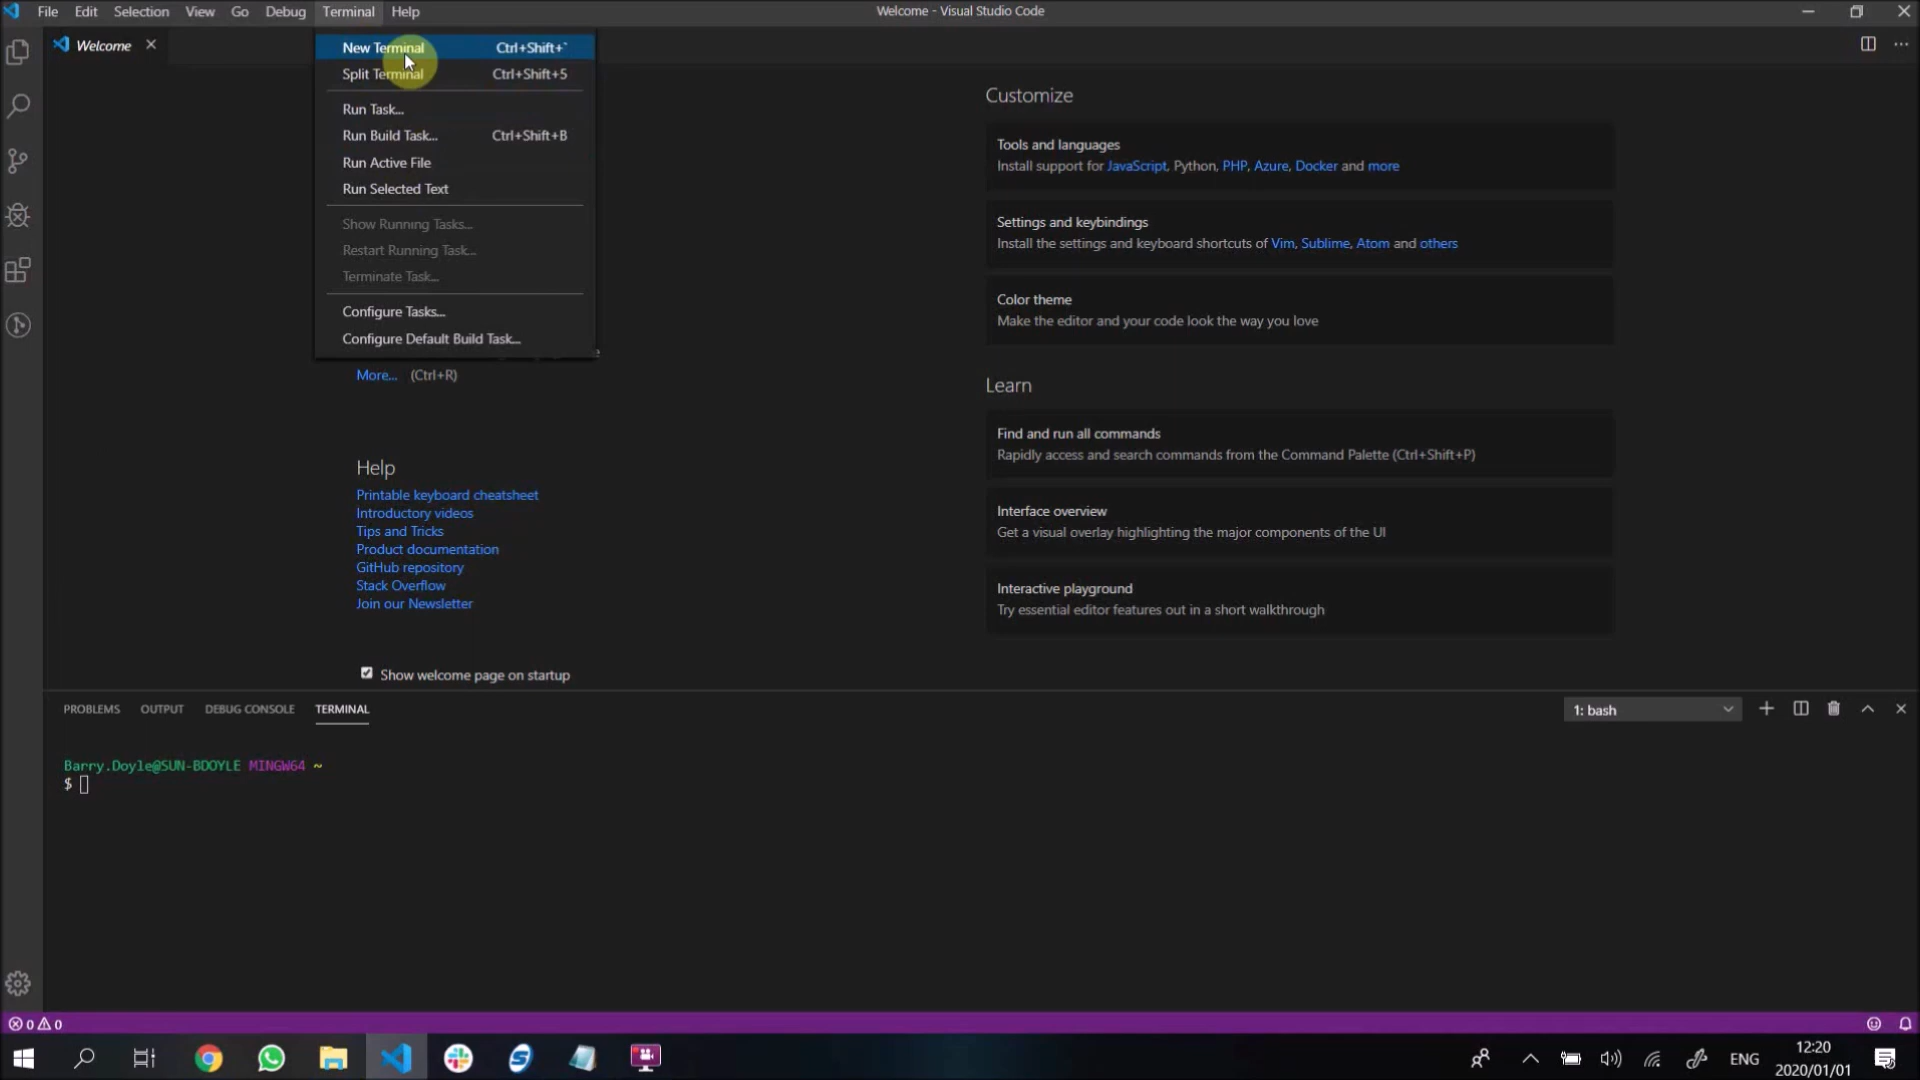 File Edit Selection View Go Debug Terminal Help
Welcome - Visual Studio Code
Welcome
New Terminal Ctrl+Shift+`
Split Terminal Ctrl+Shift+5
Run Task...
Run Build Task... Ctrl+Shift+B
Run Active File
Run Selected Text
Show Running Tasks...
Restart Running Task...
Terminate Task...
Configure Tasks...
Configure Default Build Task...
More... (Ctrl+R)
Help
Printable keyboard cheatsheet
Introductory videos
Tips and Tricks
Product documentation
GitHub repository
Stack Overflow
Join our Newsletter
Show welcome page on startup
Customize
Tools and languages
Install support for JavaScript, Python, PHP, Azure, Docker and more
Settings and keybindings
Install the settings and keyboard shortcuts of Vim, Sublime, Atom and others
Color theme
Make the editor and your code look the way you love
Learn
Find and run all commands
Rapidly access and search commands from the Command Palette (Ctrl+Shift+P)
Interface overview
Get a visual overlay highlighting the major components of the UI
Interactive playground
Try essential editor features out in a short walkthrough
PROBLEMS OUTPUT DEBUG CONSOLE TERMINAL
1: bash
Barry.Doyle@SUN-BDOYLE MINGW64 ~
$
0 0
ENG
12:20
2020/01/01